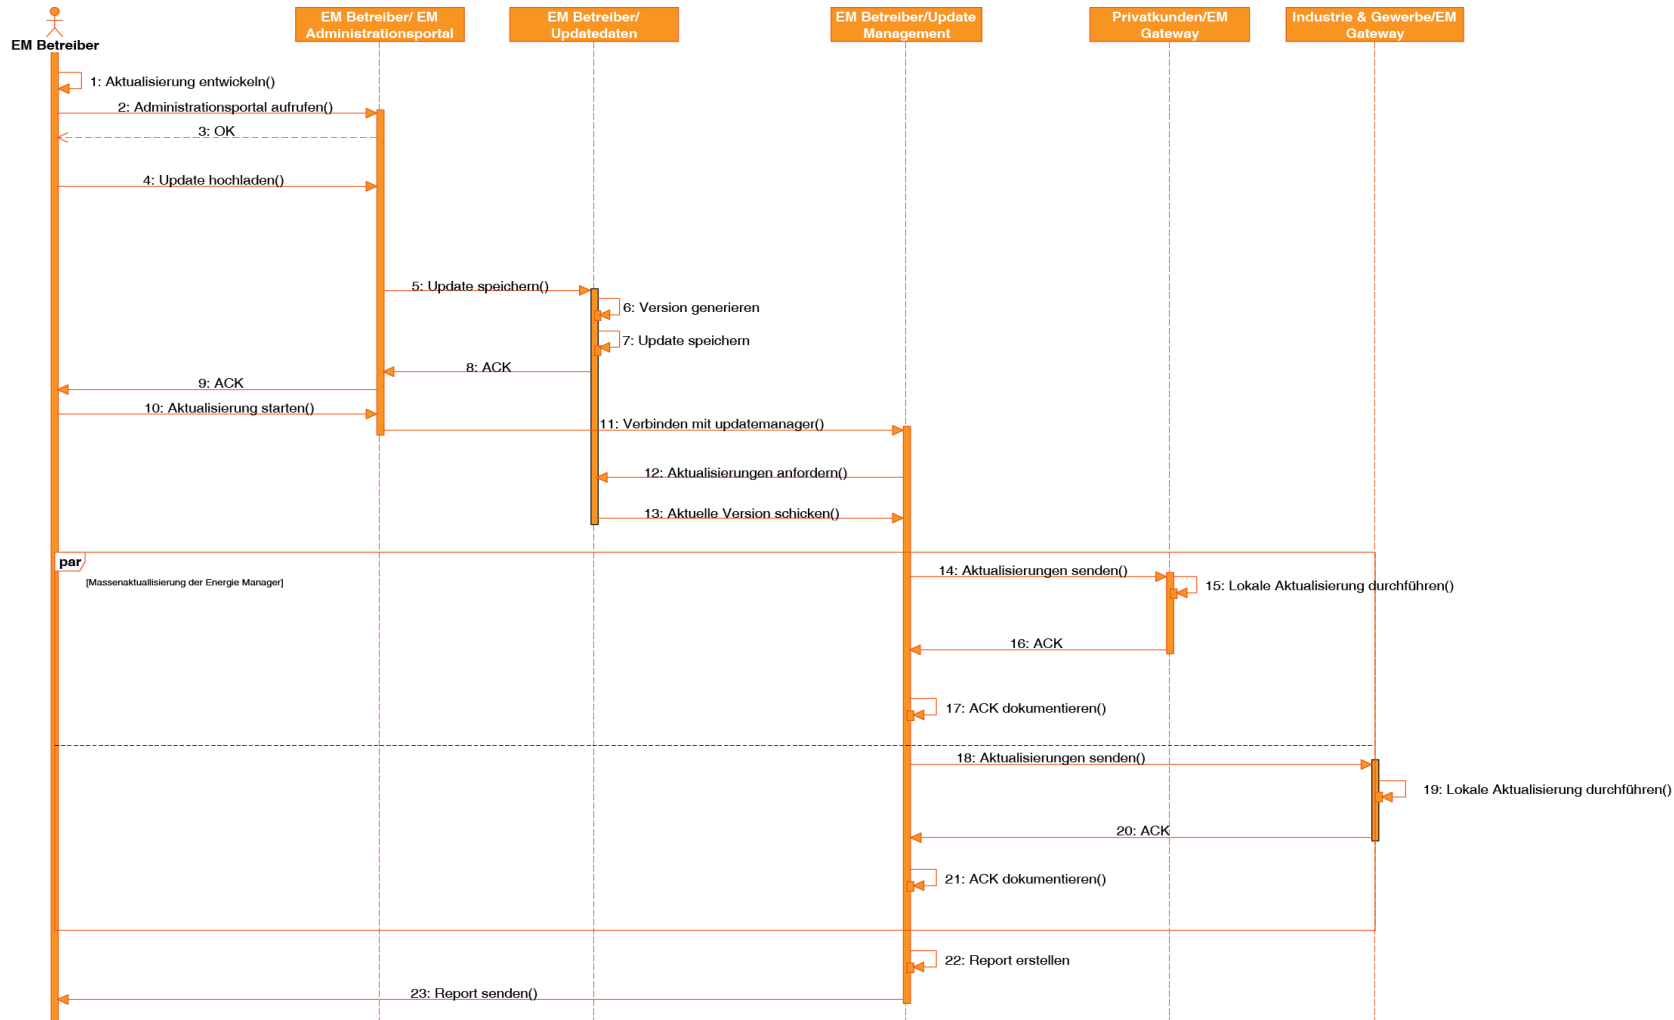 EM Betreiber
EM Betreiber/ EM
Administrationsportal
EM Betreiber/
Updatedaten
EM Betreiber/Update
Management
Privatkunden/EM
Gateway
Industrie & Gewerbe/EM
Gateway
1: Aktualisierung entwickeln()
2: Administrationsportal aufrufen()
3: OK
4: Update hochladen()
5: Update speichern()
6: Version generieren
7: Update speichern
8: ACK
9: ACK
10: Aktualisierung starten()
11: Verbinden mit updatemanager()
12: Aktualisierungen anfordern()
13: Aktuelle Version schicken()
par
[Massenaktuallisierung der Energie Manager]
14: Aktualisierungen senden()
15: Lokale Aktualisierung durchführen()
16: ACK
17: ACK dokumentieren()
18: Aktualisierungen senden()
19: Lokale Aktualisierung durchführen()
20: ACK
21: ACK dokumentieren()
22: Report erstellen
23: Report senden()